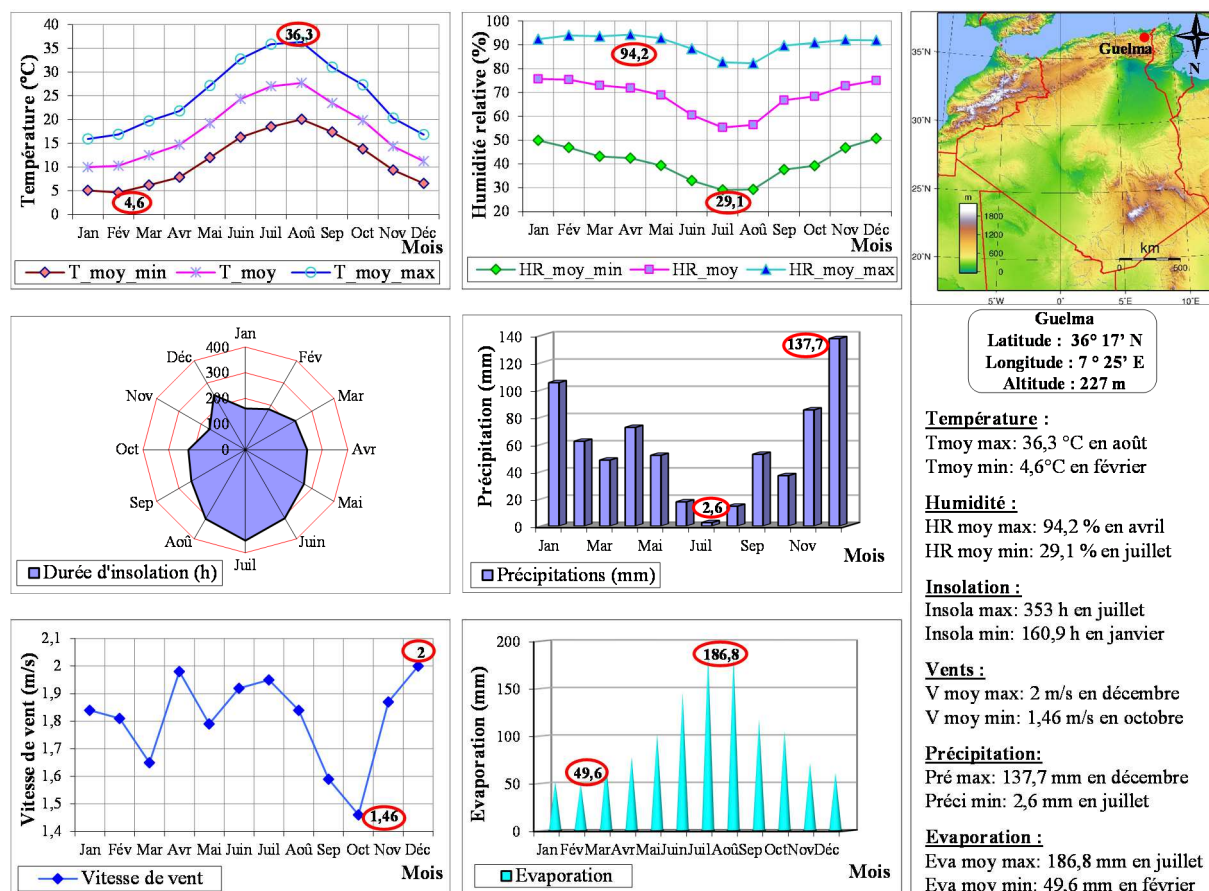 Température (°C)
40
35
30
25
20
15
10
5
0
36,3
4,6
Jan Fév Mar Avr Mai Juin Juil Aoû Sep Oct Nov Déc
Mois
T_moy_min T_moy T_moy_max
Humidité relative (%)
100
90
80
70
60
50
40
30
20
94,2
29,1
Jan Fév Mar Avr Mai Juin Juil Aoû Sep Oct Nov Déc
Mois
HR_moy_min HR_moy HR_moy_max
35°N
30°N
25°N
20°N
Guelma
N
m
1800
1200
600
0
km
0 500
5°W 0° 5°E 10°E
Guelma
Latitude : 36° 17’ N
Longitude : 7 ° 25’ E
Altitude : 227 m
Jan
Fév
Mar
Avr
Mai
Juin
Juil
Aoû
Sep
Oct
Nov
Déc
400
300
200
100
0
Durée d'insolation (h)
Précipitation (mm)
140
120
100
80
60
40
20
0
137,7
2,6
Jan Mar Mai Juil Sep Nov
Mois
Précipitations (mm)
Vitesse de vent (m/s)
2,1
2
1,9
1,8
1,7
1,6
1,5
1,4
2
1,46
Jan Fév Mar Avr Mai Juin Juil Aoû Sep Oct Nov Déc
Mois
Vitesse de vent
Evaporation (mm)
200
150
100
50
0
186,8
49,6
Jan Fév Mar Avr Mai Juin Juil Aoû Sep Oct Nov Déc
Mois
Evaporation
Température :
Tmoy max: 36,3 °C en août
Tmoy min: 4,6°C en février
Humidité :
HR moy max: 94,2 % en avril
HR moy min: 29,1 % en juillet
Insolation :
Insola max: 353 h en juillet
Insola min: 160,9 h en janvier
Vents :
V moy max: 2 m/s en décembre
V moy min: 1,46 m/s en octobre
Précipitation:
Pré max: 137,7 mm en décembre
Préci min: 2,6 mm en juillet
Evaporation :
Eva moy max: 186,8 mm en juillet
Eva moy min: 49,6 mm en février